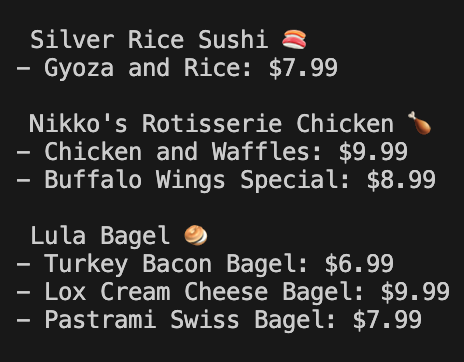 Silver Rice Sushi 🍣
- Gyoza and Rice: $7.99
Nikko's Rotisserie Chicken 🍗
- Chicken and Waffles: $9.99
- Buffalo Wings Special: $8.99
Lula Bagel 🥯
- Turkey Bacon Bagel: $6.99
- Lox Cream Cheese Bagel: $9.99
- Pastrami Swiss Bagel: $7.99